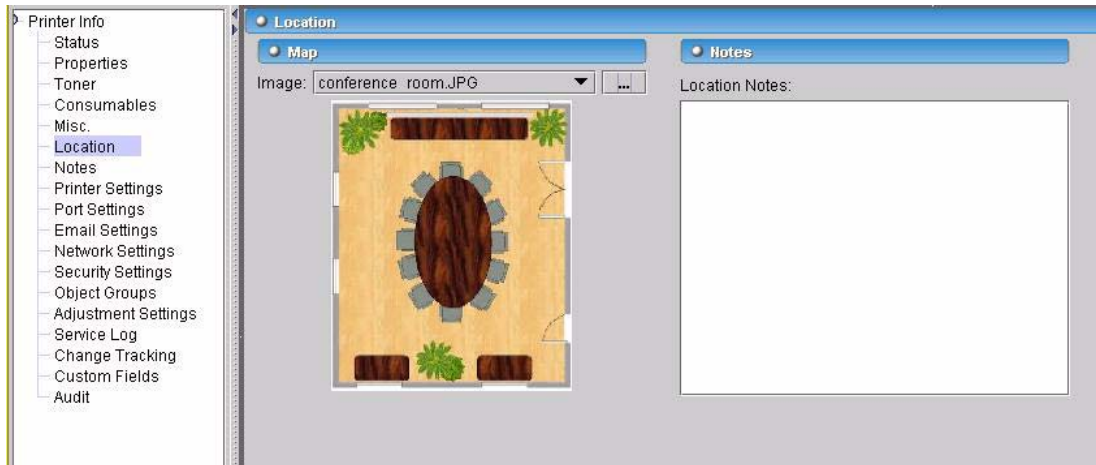 Printer Info
Status
Properties
Toner
Consumables
Misc.
Location
Notes
Printer Settings
Port Settings
Email Settings
Network Settings
Security Settings
Object Groups
Adjustment Settings
Service Log
Change Tracking
Custom Fields
Audit
Location
Map
Image: conference room.JPG ...
Notes
Location Notes: